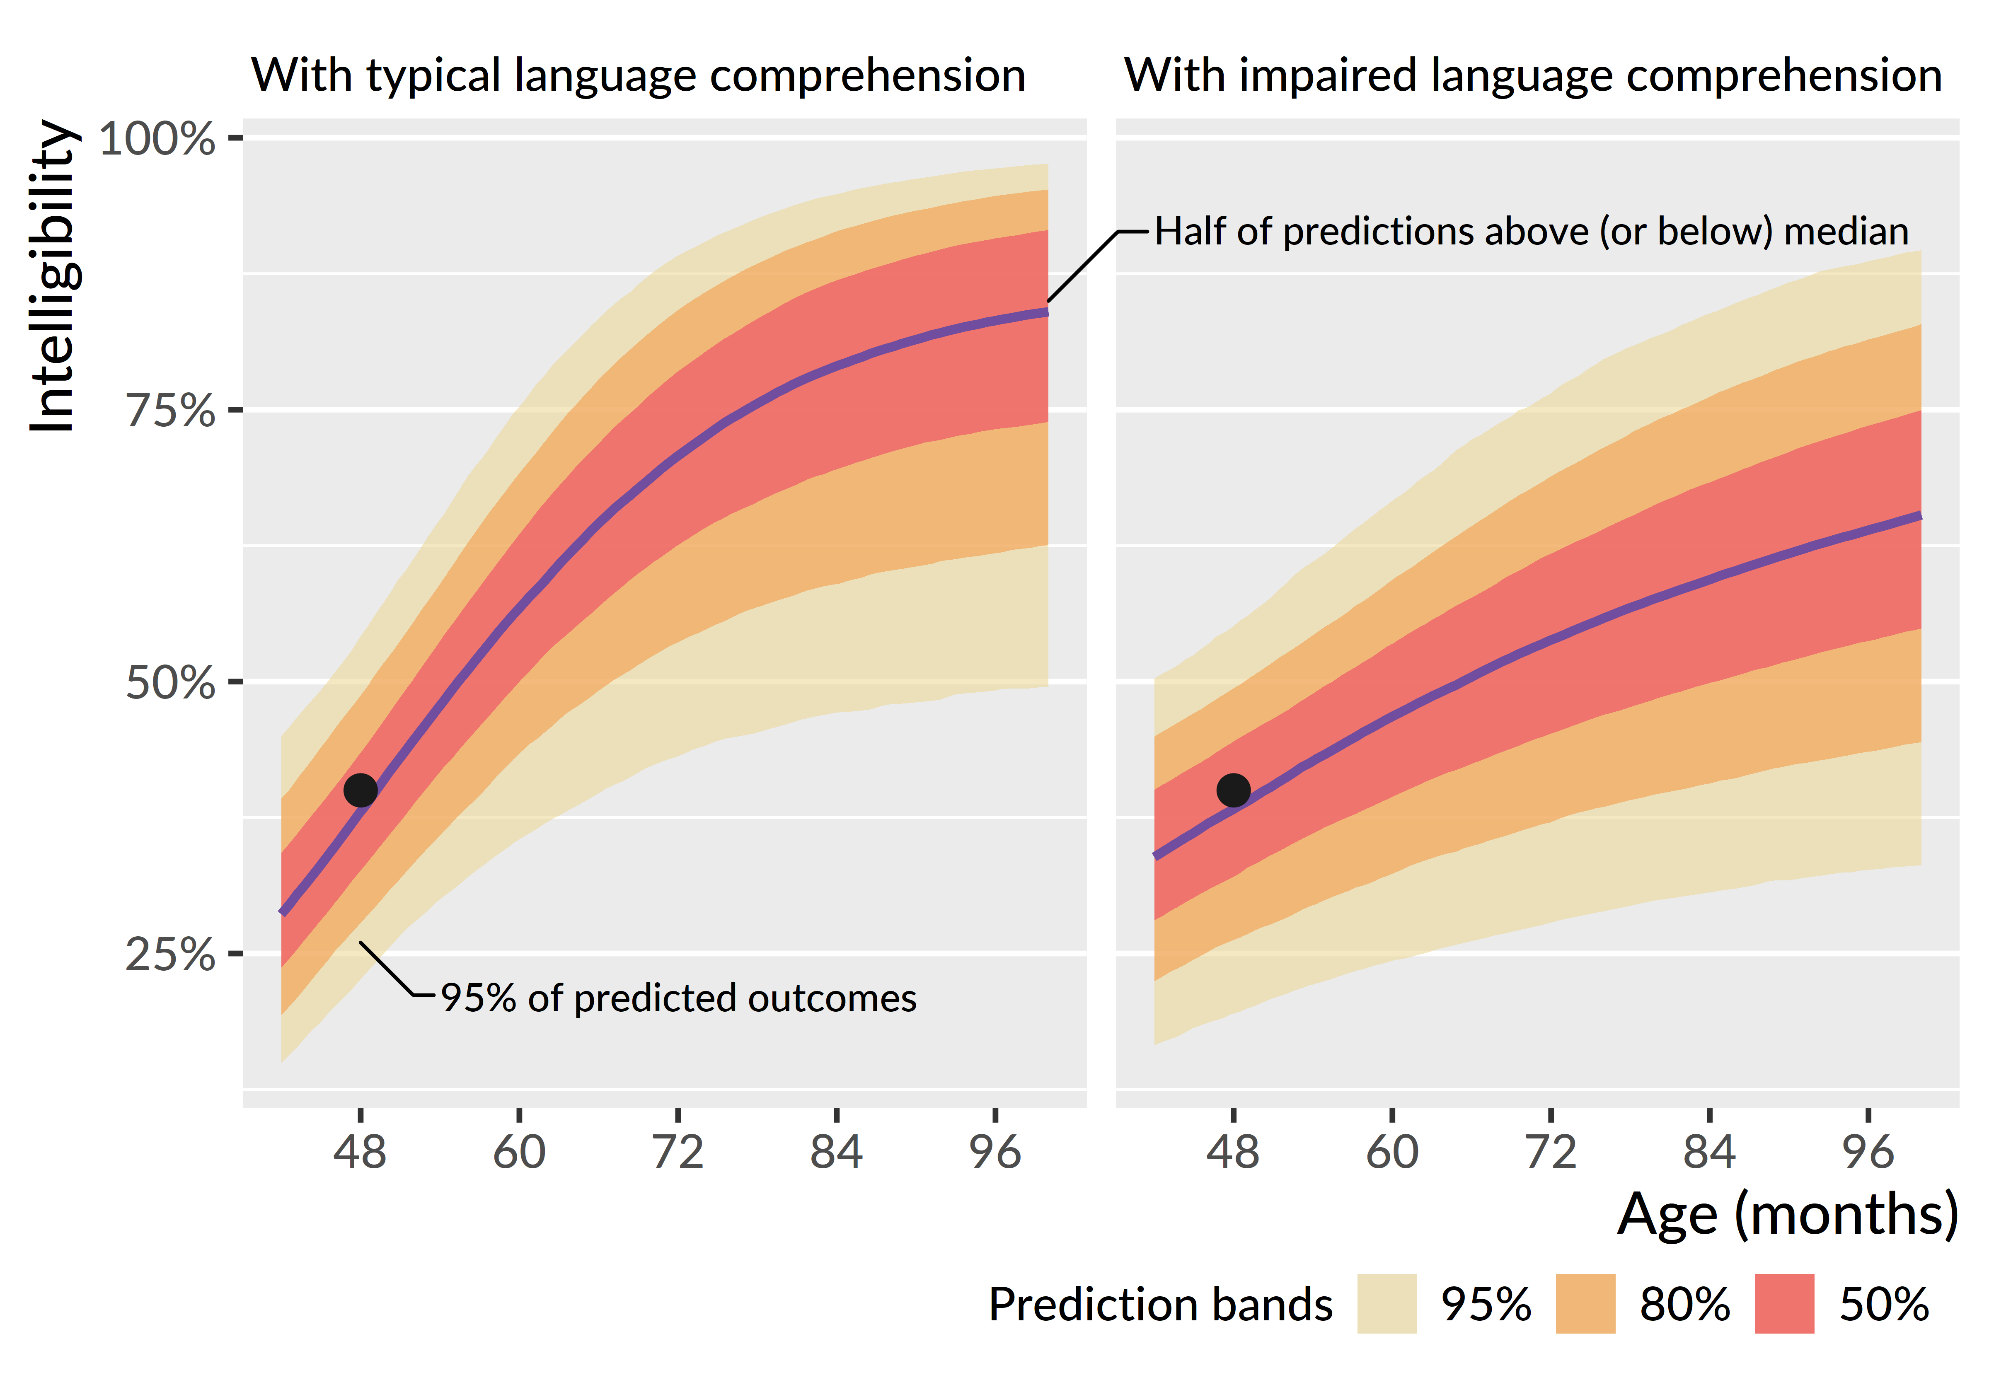 With typical language comprehension
With impaired language comprehension
Intelligibility
100%
75%
50%
25%
Half of predictions above (or below) median
95% of predicted outcomes
48 60 72 84 96
48 60 72 84 96
Age (months)
Prediction bands 95% 80% 50%